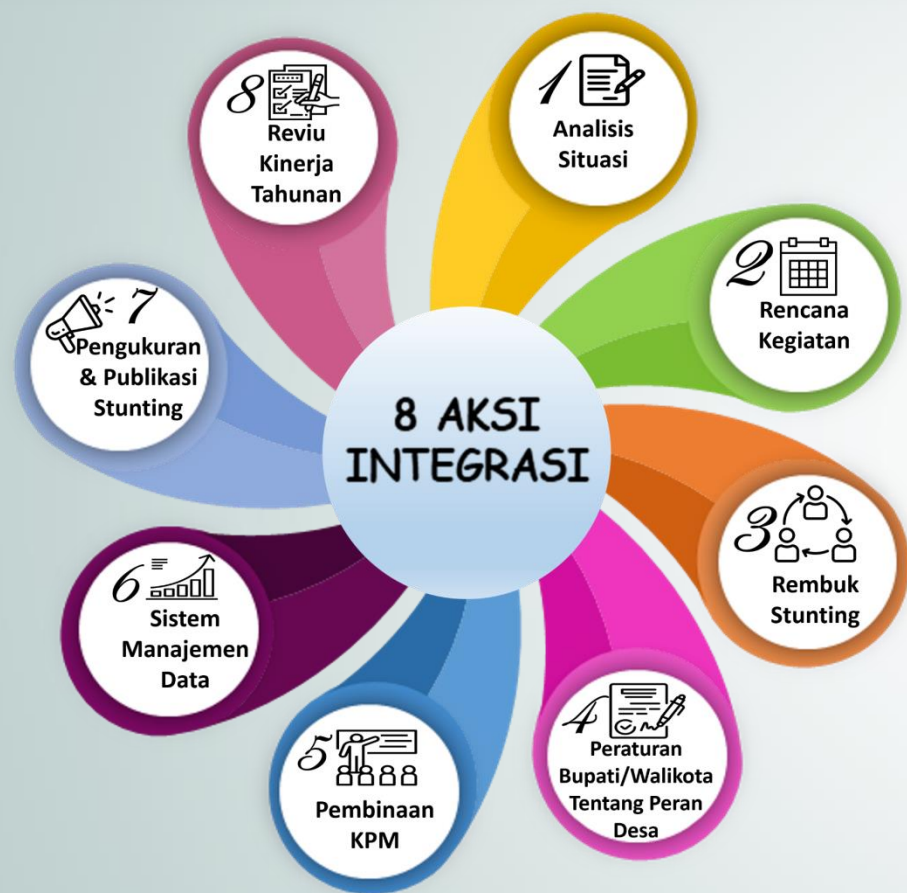 8 AKSI
INTEGRASI
1
Analisis
Situasi
2
Rencana
Kegiatan
3
Rembuk
Stunting
4
Peraturan
Bupati/Walikota
Tentang Peran
Desa
5
Pembinaan
KPM
6
Sistem
Manajemen
Data
7
Pengukuran
& Publikasi
Stunting
8
Reviu
Kinerja
Tahunan